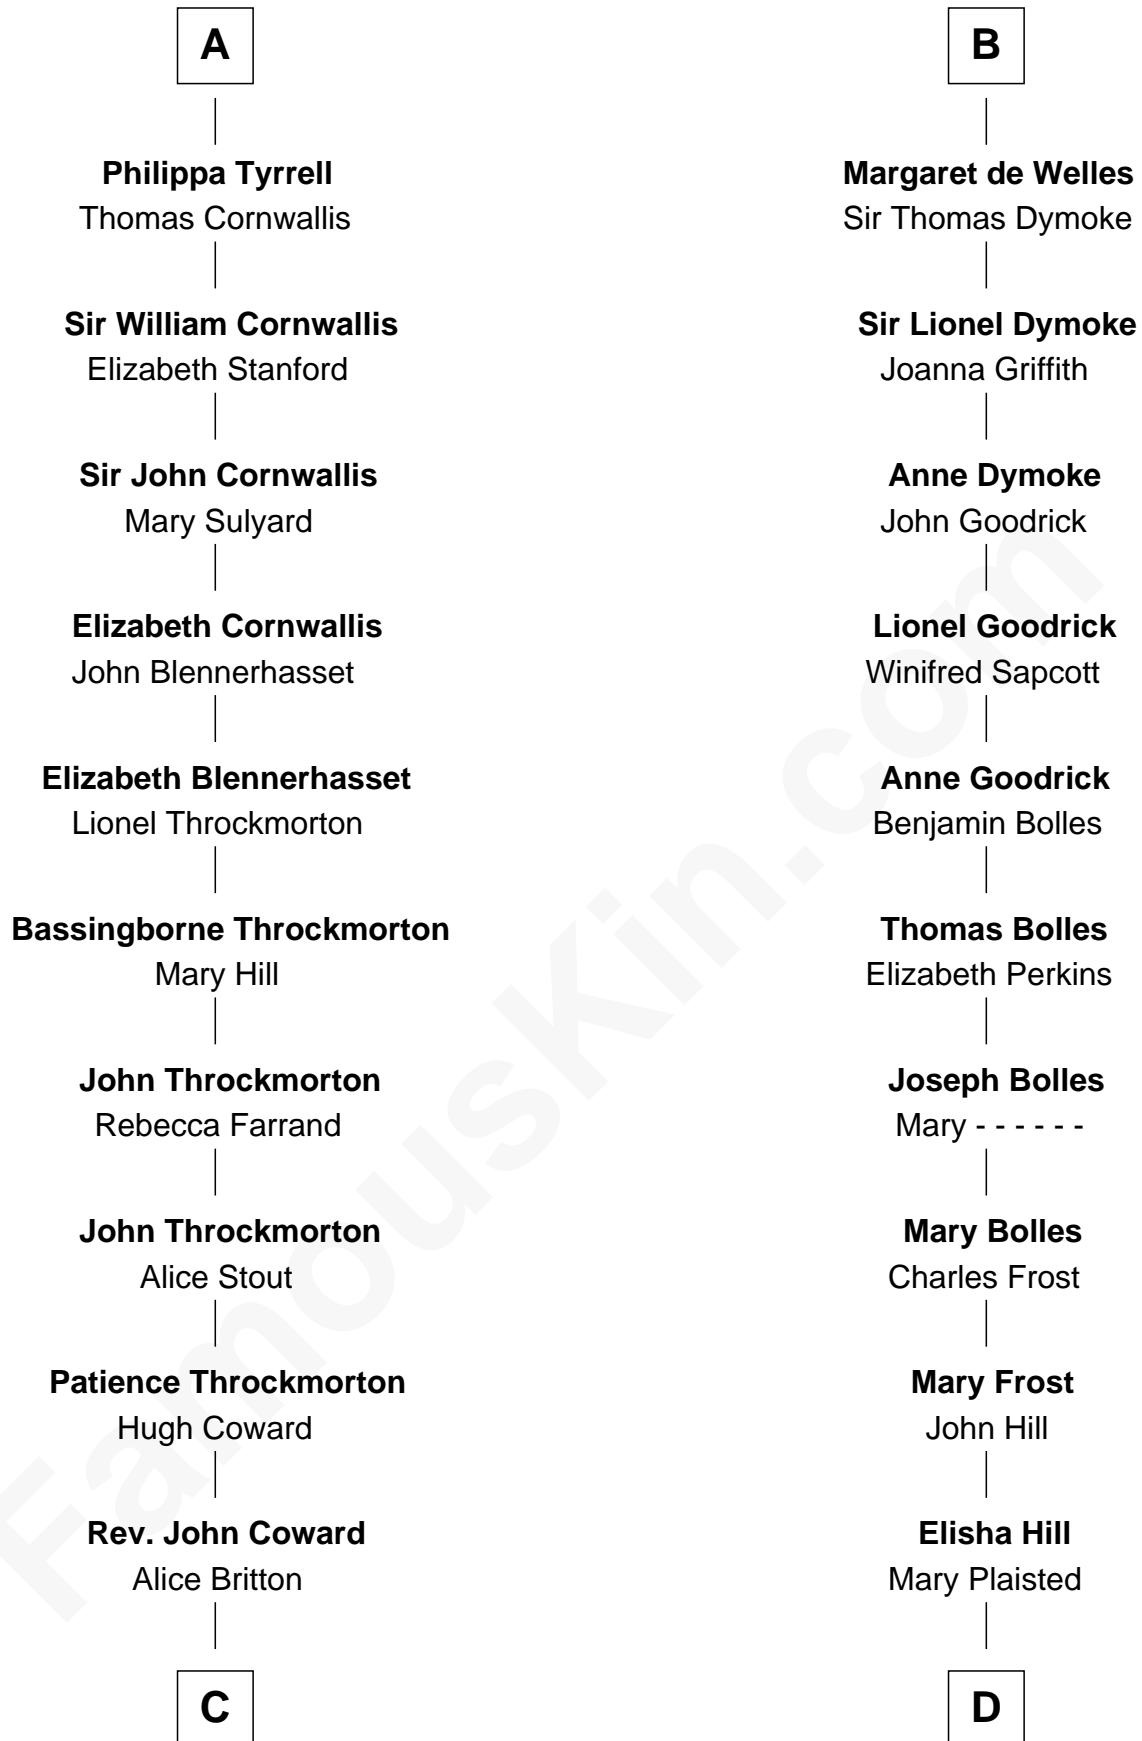 A
Philippa Tyrrell
Thomas Cornwallis
Sir William Cornwallis
Elizabeth Stanford
Sir John Cornwallis
Mary Sulyard
Elizabeth Cornwallis
John Blennerhasset
Elizabeth Blennerhasset
Lionel Throckmorton
Bassingborne Throckmorton
Mary Hill
John Throckmorton
Rebecca Farrand
John Throckmorton
Alice Stout
Patience Throckmorton
Hugh Coward
Rev. John Coward
Alice Britton
C
B
Margaret de Welles
Sir Thomas Dymoke
Sir Lionel Dymoke
Joanna Griffith
Anne Dymoke
John Goodrick
Lionel Goodrick
Winifred Sapcott
Anne Goodrick
Benjamin Bolles
Thomas Bolles
Elizabeth Perkins
Joseph Bolles
Mary - - - - - -
Mary Bolles
Charles Frost
Mary Frost
John Hill
Elisha Hill
Mary Plaisted
D
FamousKin.com